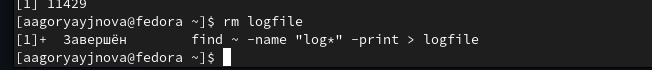 [1] 11429
[aagoryayjnova@fedora ~]$ rm logfile
[1]+  Завершён        find ~ -name "log*" -print > logfile
[aagoryayjnova@fedora ~]$